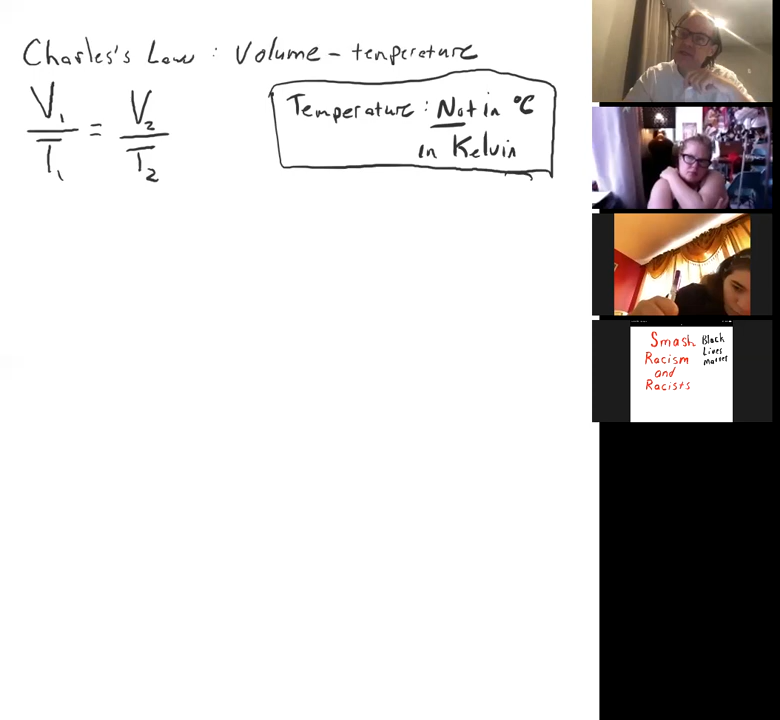 Charles's Law : Volume - temperature
V₁/T₁ = V₂/T₂
Temperature : Not in °C
in Kelvin
Smash
Racism
and
Racists
Black
Lives
Matter